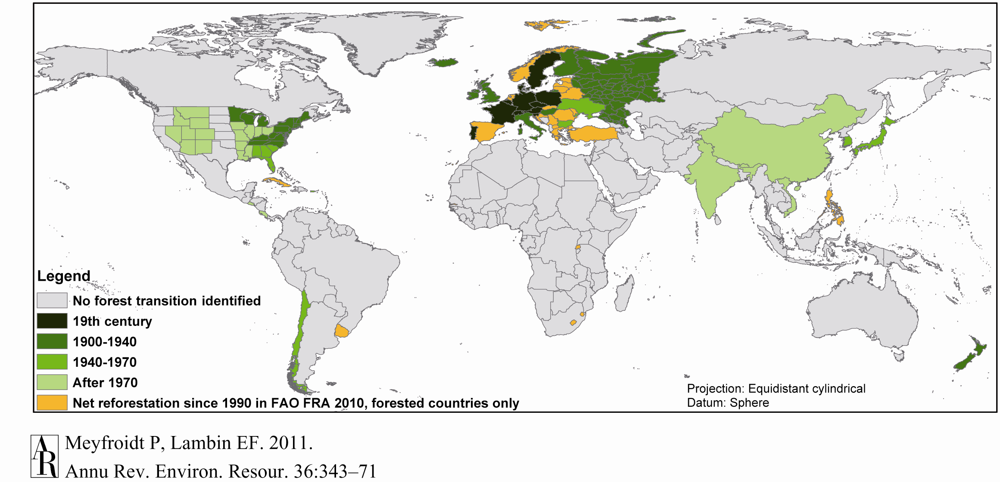 Legend
No forest transition identified
19th century
1900-1940
1940-1970
After 1970
Net reforestation since 1990 in FAO FRA 2010, forested countries only
Projection: Equidistant cylindrical
Datum: Sphere
AR
Meyfroidt P, Lambin EF. 2011.
Annu Rev. Environ. Resour. 36:343–71